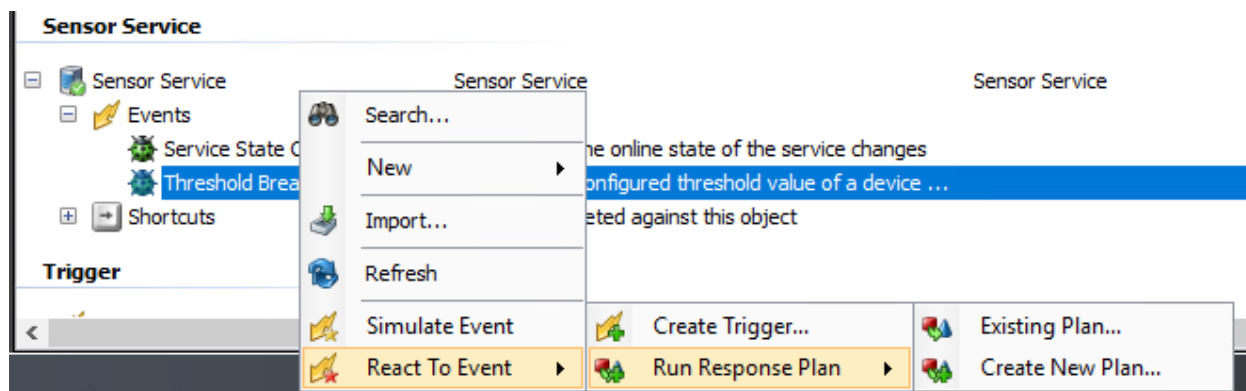 Sensor Service
Sensor Service Sensor Service Sensor Service
Events
Search...
Service State he online state of the service changes
New
Threshold onfigured threshold value of a device ...
Shortcuts eted against this object
Import...
Trigger
Refresh
Simulate Event Create Trigger... Existing Plan...
React To Event Run Response Plan Create New Plan...